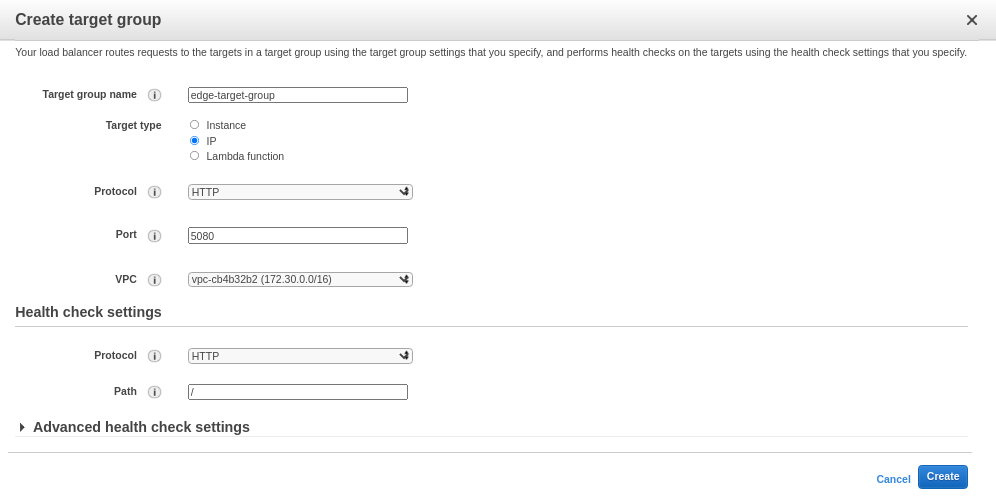 Create target group
Your load balancer routes requests to the targets in a target group using the target group settings that you specify, and performs health checks on the targets using the health check settings that you specify.
Target group name i edge-target-group
Target type Instance
IP
Lambda function
Protocol i HTTP
Port i 5080
VPC i vpc-cb4b32b2 (172.30.0.0/16)
Health check settings
Protocol i HTTP
Path i /
Advanced health check settings
Cancel Create